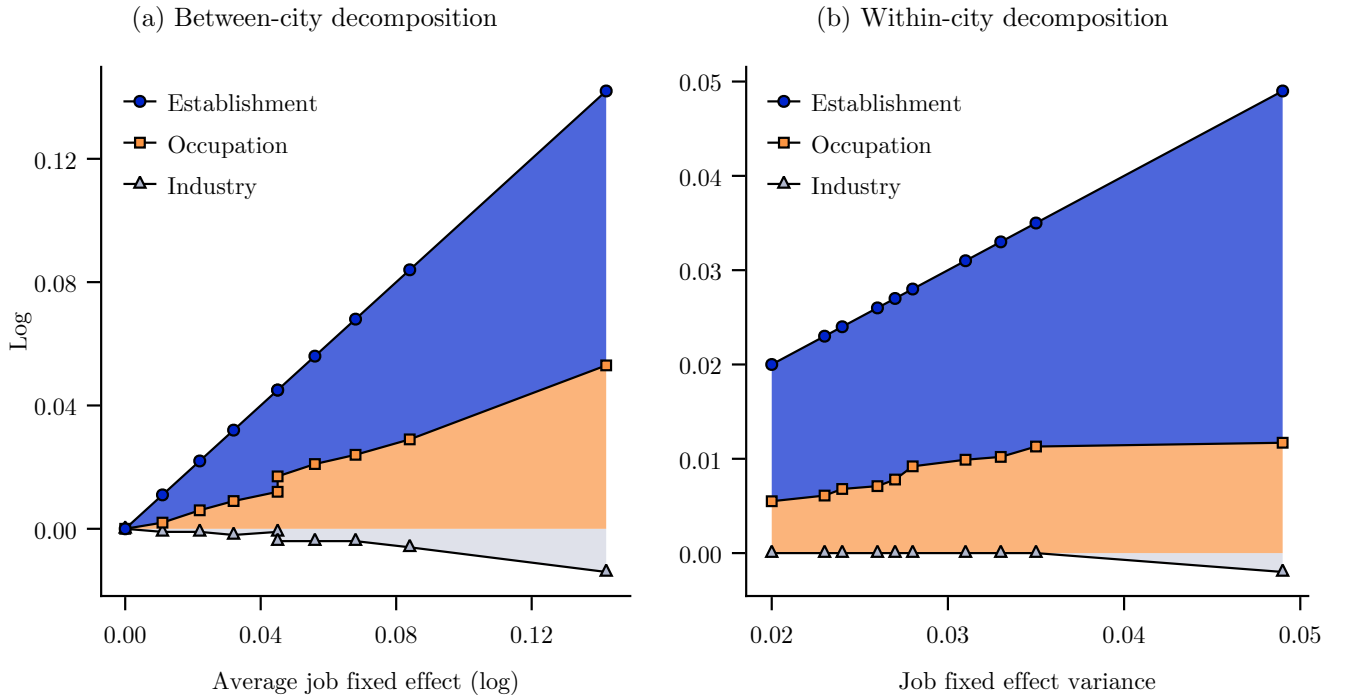 (a) Between-city decomposition
Establishment
Occupation
Industry
Log
0.12
0.08
0.04
0.00
0.00 0.04 0.08 0.12
Average job fixed effect (log)
(b) Within-city decomposition
Establishment
Occupation
Industry
0.05
0.04
0.03
0.02
0.01
0.00
0.02 0.03 0.04 0.05
Job fixed effect variance